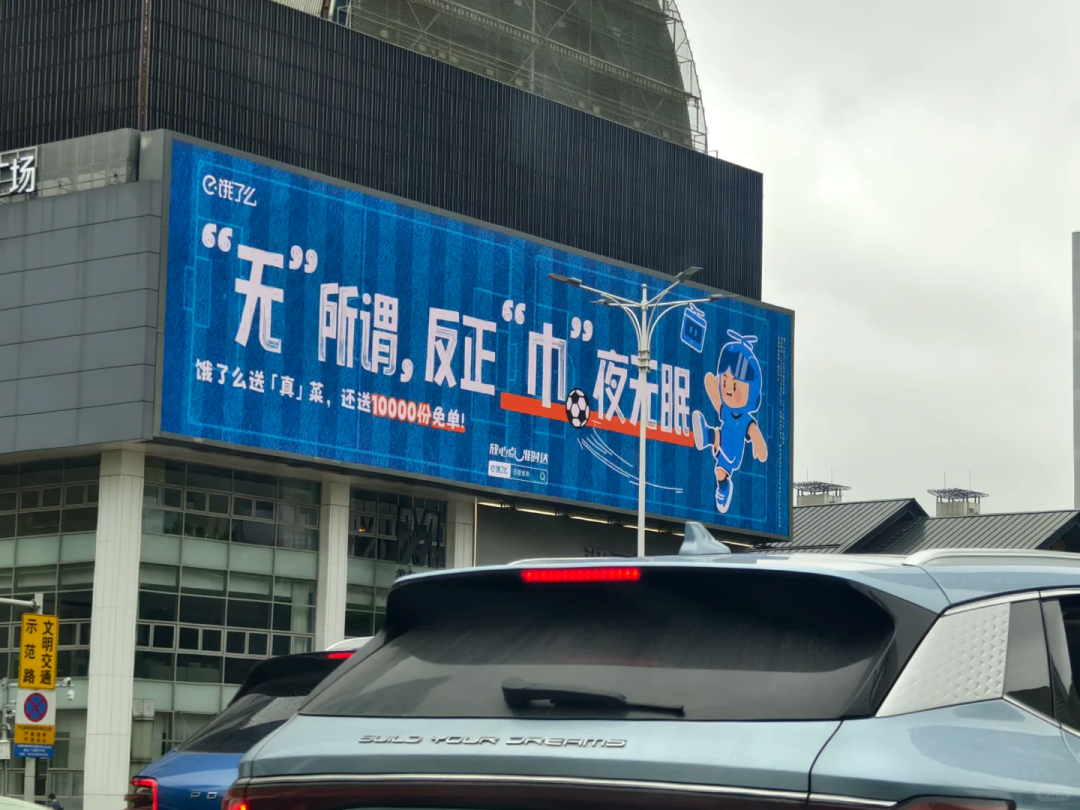 广场
饿了么
“无”所谓，反正“巾”夜无眠
饿了么送「真」菜，还送10000份免单！
放心点 准时达
饿了么
文明交通
示范路
BUILD YOUR DREAMS